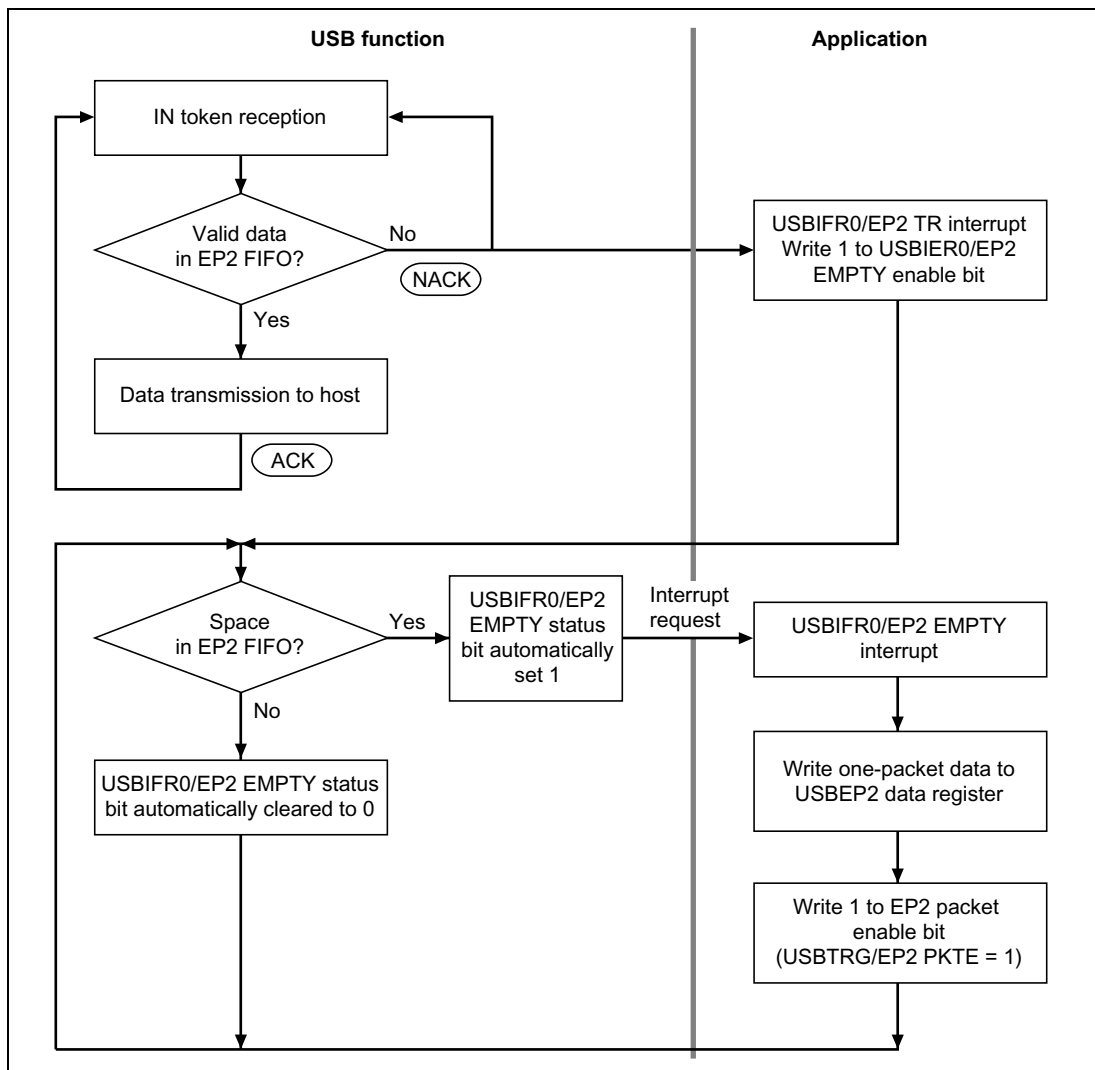 USB function
Application
IN token reception
Valid data
in EP2 FIFO?
No
NACK
Yes
USBIFR0/EP2 TR interrupt
Write 1 to USBIER0/EP2
EMPTY enable bit
Data transmission to host
ACK
Space
in EP2 FIFO?
Yes
No
USBIFR0/EP2
EMPTY status
bit automatically
set 1
Interrupt
request
USBIFR0/EP2 EMPTY
interrupt
USBIFR0/EP2 EMPTY status
bit automatically cleared to 0
Write one-packet data to
USBEP2 data register
Write 1 to EP2 packet
enable bit
(USBTRG/EP2 PKTE = 1)